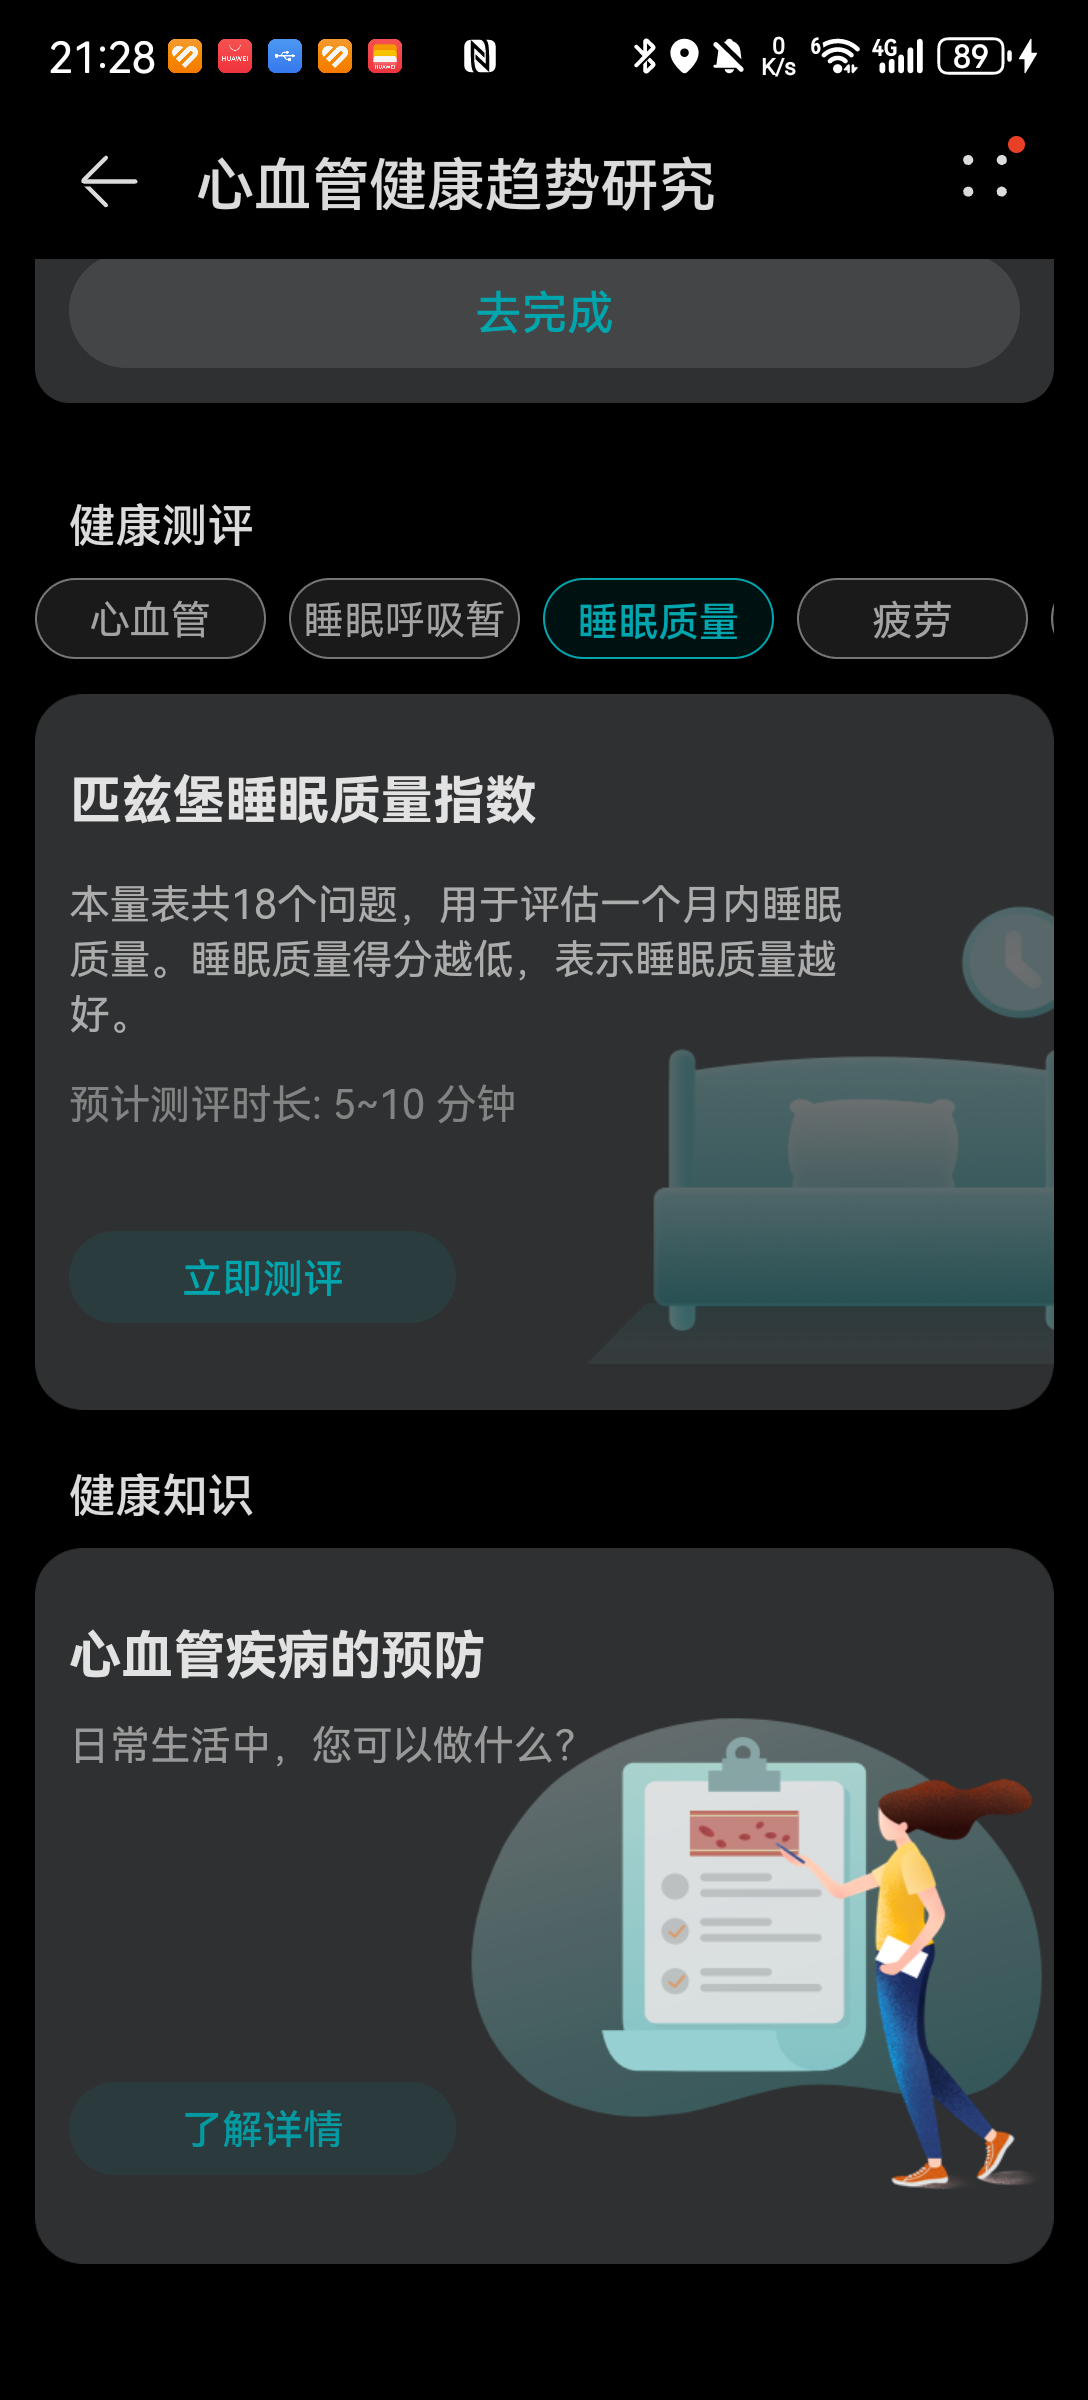 21:28
0
K/s
6
4G
89
心血管健康趋势研究
去完成
健康测评
心血管
睡眠呼吸暂
睡眠质量
疲劳
匹兹堡睡眠质量指数
本量表共18个问题，用于评估一个月内睡眠
质量。睡眠质量得分越低，表示睡眠质量越
好。
预计测评时长: 5~10 分钟
立即测评
健康知识
心血管疾病的预防
日常生活中，您可以做什么?
了解详情